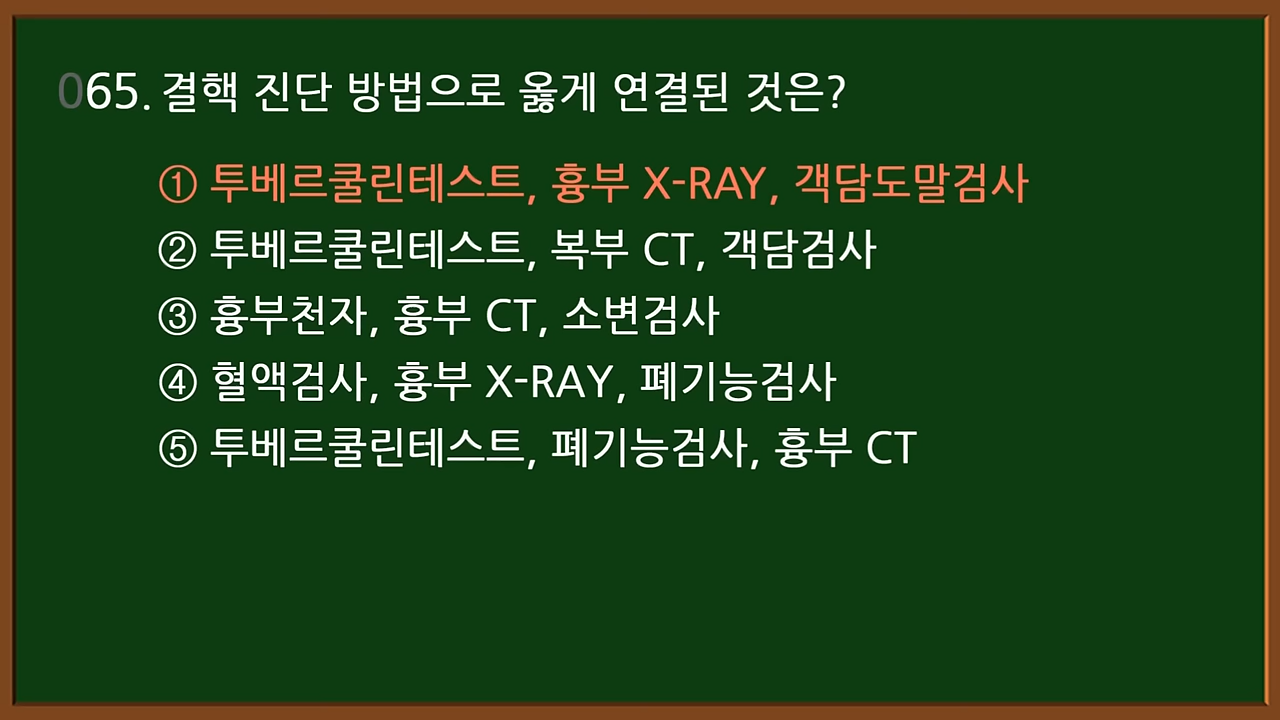 065. 결핵 진단 방법으로 옳게 연결된 것은?
① 투베르쿨린테스트, 흉부 X-RAY, 객담도말검사
② 투베르쿨린테스트, 복부 CT, 객담검사
③ 흉부천자, 흉부 CT, 소변검사
④ 혈액검사, 흉부 X-RAY, 폐기능검사
⑤ 투베르쿨린테스트, 폐기능검사, 흉부 CT